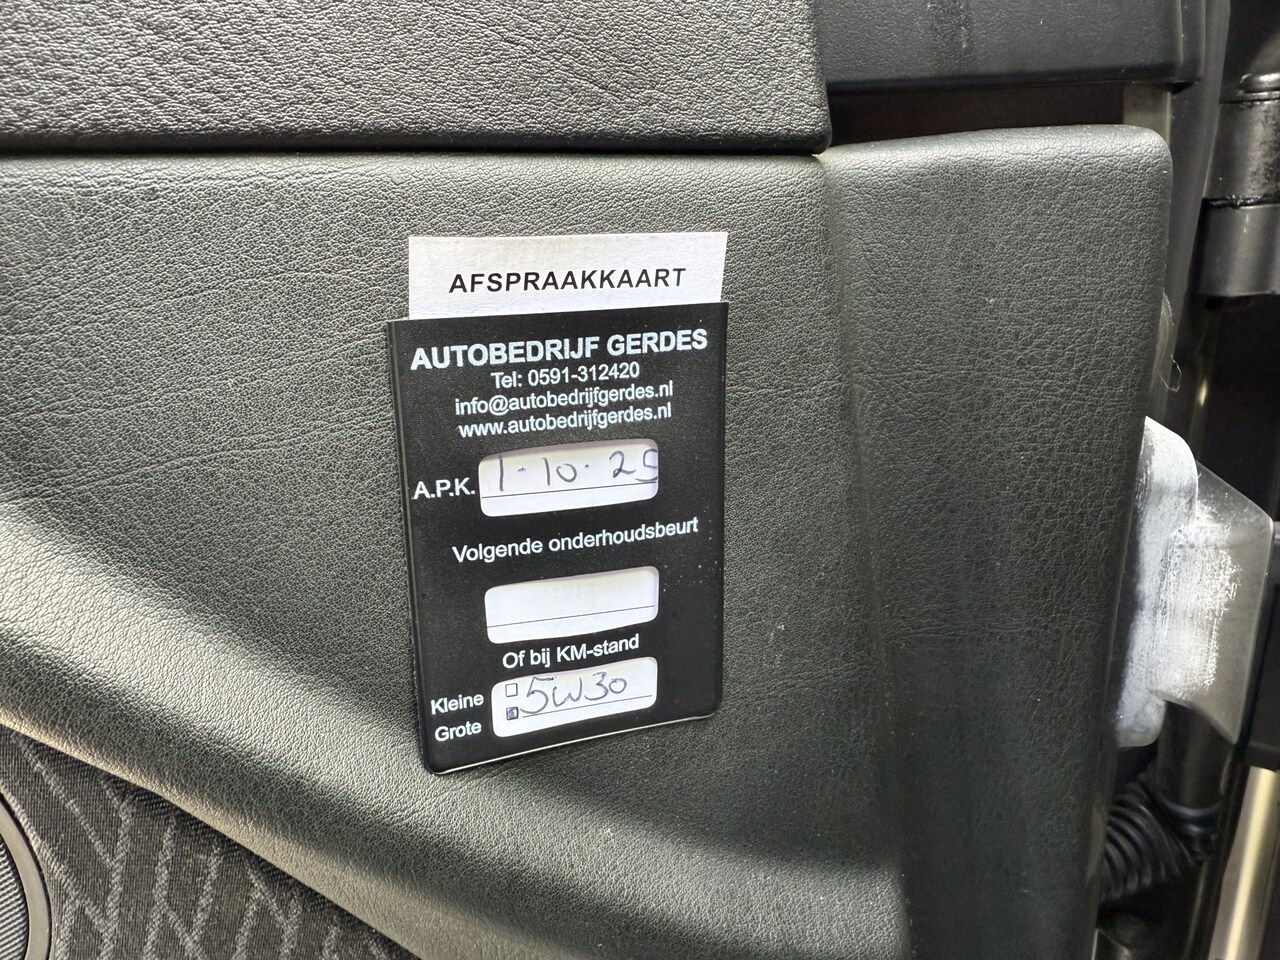 AFSPRAAKKAART
AUTOBEDRIJF GERDES
Tel: 0591-312420
info@autobedrijfgerdes.nl
www.autobedrijfgerdes.nl
A.P.K. 1-10-25
Volgende onderhoudsbeurt
Of bij KM-stand
Kleine 5W30
Grote